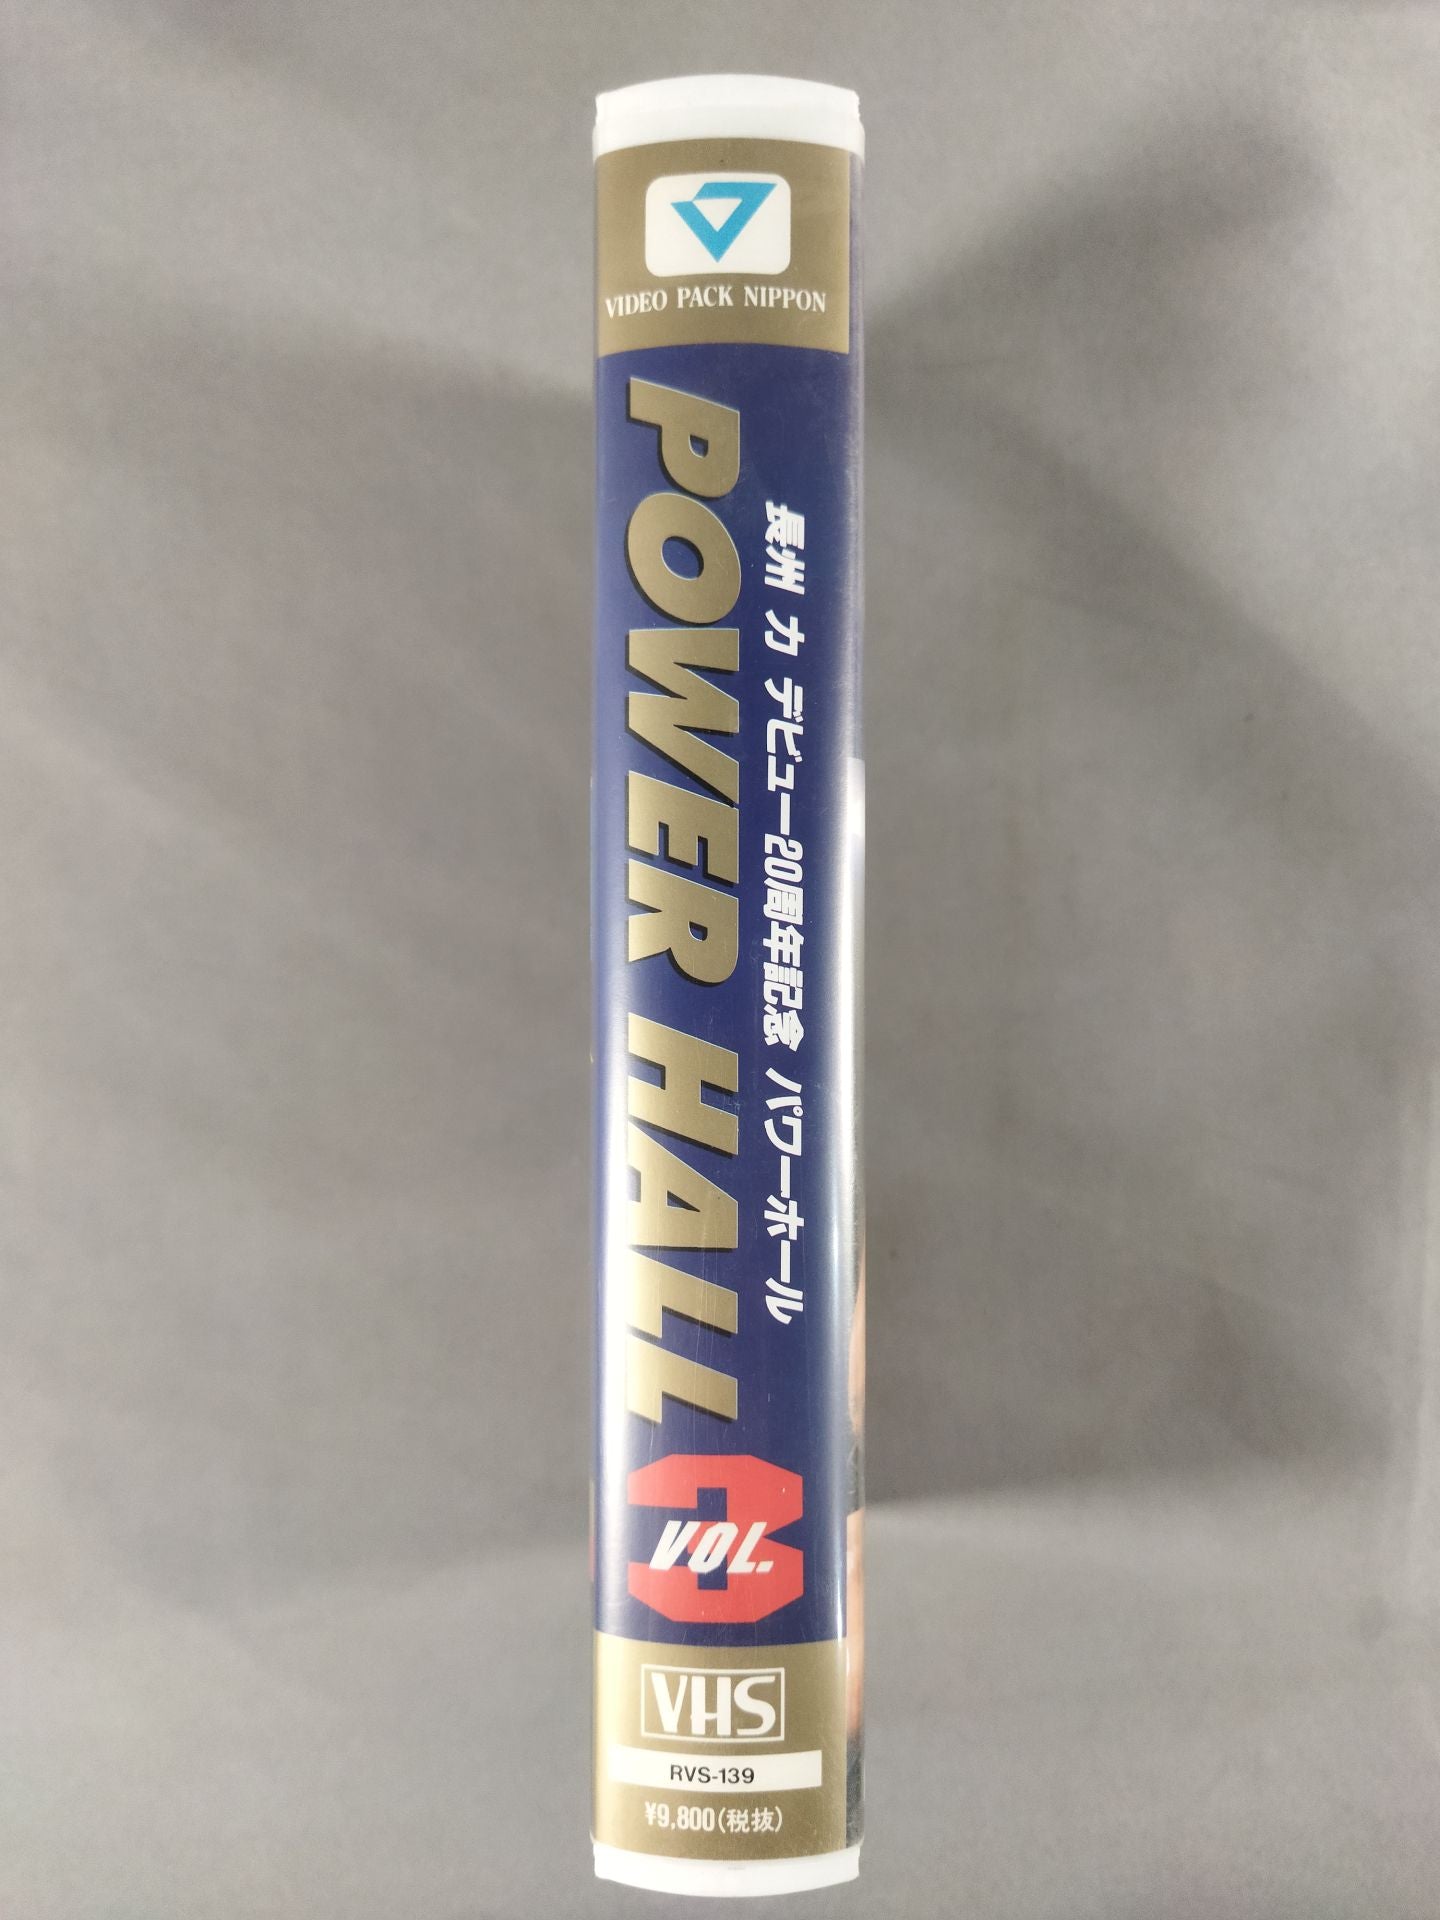 VIDEO PACK NIPPON
長州 力 デビュー20周年記念 パワーホール
POWER HALL
VOL.
VHS
RVS-139
¥9,800(税抜)